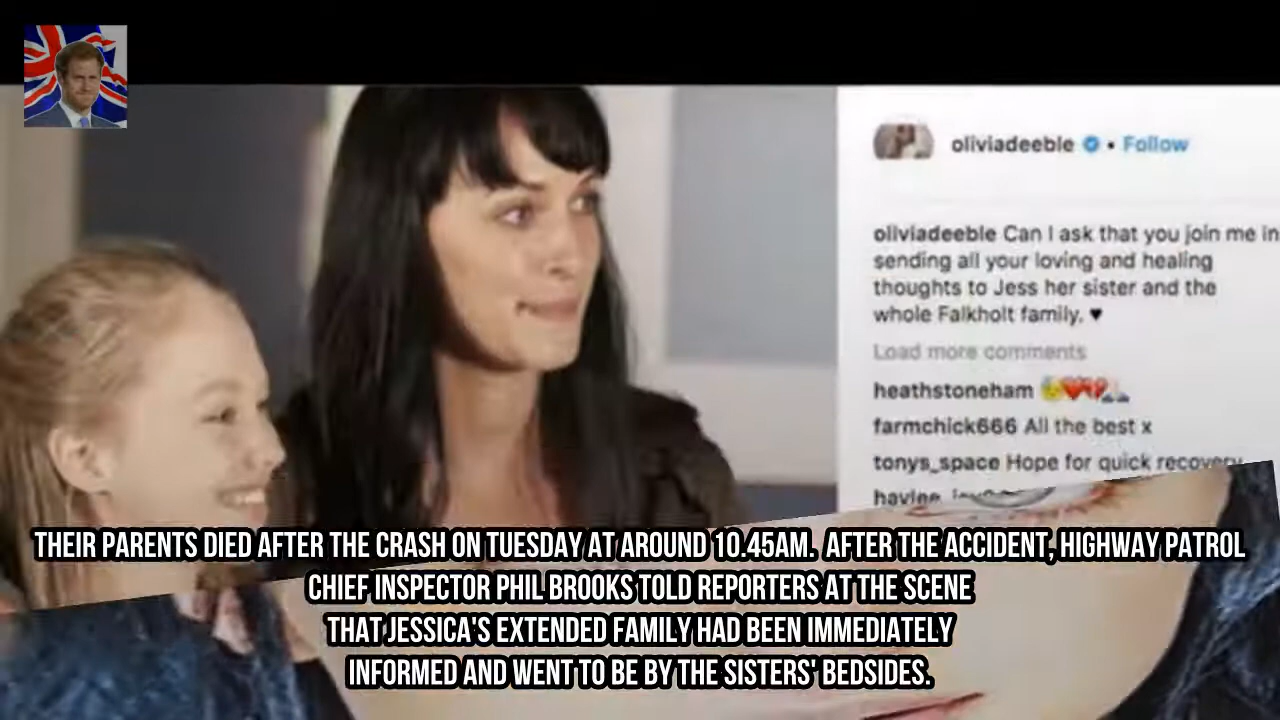 oliviadeeble • Follow
oliviadeeble Can I ask that you join me in
sending all your loving and healing
thoughts to Jess her sister and the
whole Falkholt family. ♥
Load more comments
heathstoneham
farmchick666 All the best x
tonys_space Hope for quick recovery
THEIR PARENTS DIED AFTER THE CRASH ON TUESDAY AT AROUND 10.45AM. AFTER THE ACCIDENT, HIGHWAY PATROL
CHIEF INSPECTOR PHIL BROOKS TOLD REPORTERS AT THE SCENE
THAT JESSICA'S EXTENDED FAMILY HAD BEEN IMMEDIATELY
INFORMED AND WENT TO BE BY THE SISTERS' BEDSIDES.